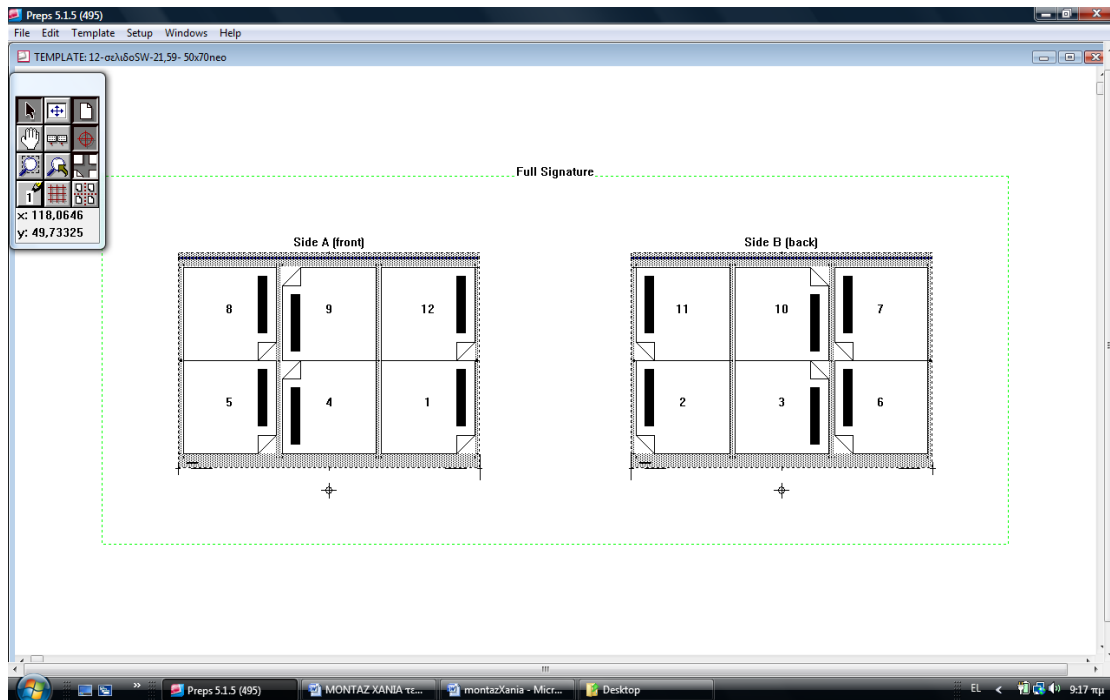 Preps 5.1.5 (495)
File Edit Template Setup Windows Help
TEMPLATE: 12-σελιδοSW-21,59- 50x70neo
1
x: 118,0646
y: 49,73325
Full Signature
Side A (front)
Side B (back)
8 9 12
11 10 7
5 4 1
2 3 6
Preps 5.1.5 (495)
MONTAZ XANIA τε...
montazXania - Micr...
Desktop
EL
9:17 πμ